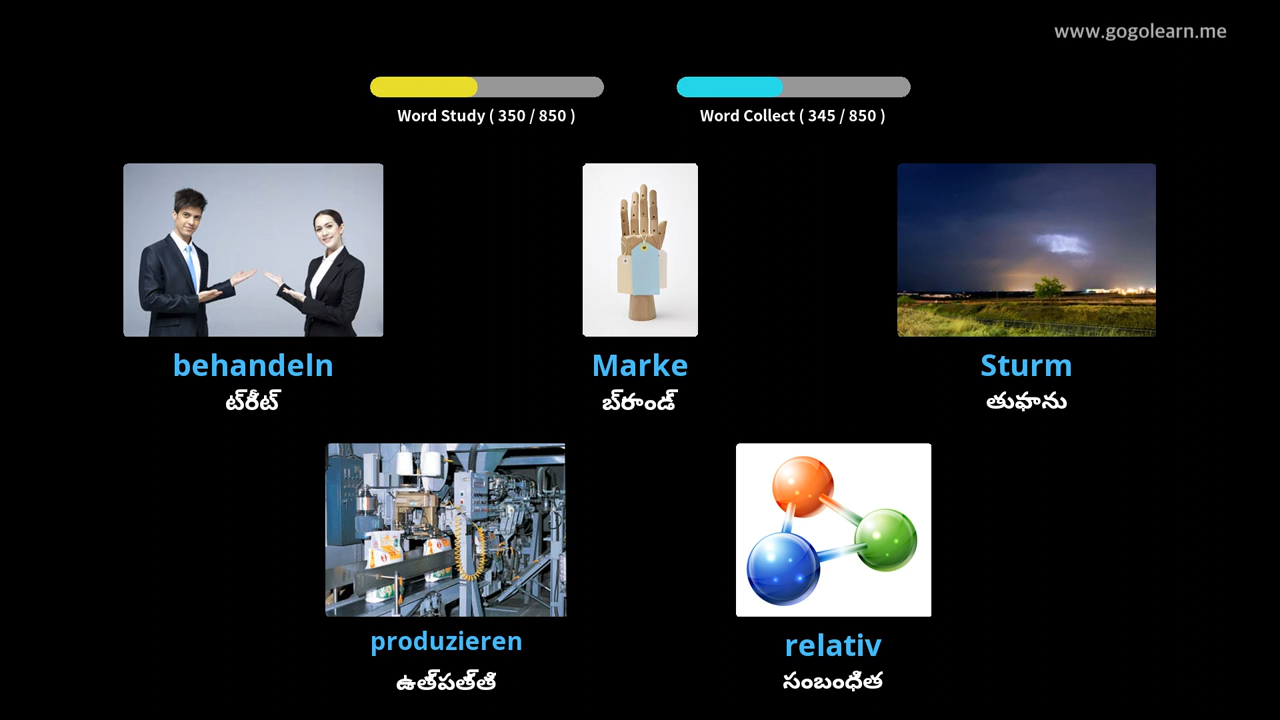 www.gogolearn.me
Word Study ( 350 / 850 )
Word Collect ( 345 / 850 )
behandeln
ట్రీట్
Marke
బ్రాండ్
Sturm
తుఫాను
produzieren
ఉత్పత్తి
relativ
సంబంధిత